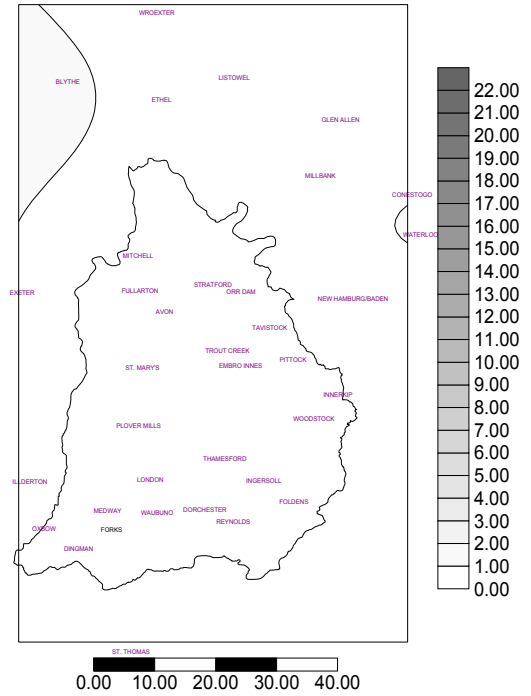 WROEXTER
BLYTHE
LISTOWEL
ETHEL
GLEN ALLEN
MILLBANK
CONESTOGO
WATERLOO
MITCHELL
EXETER
FULLARTON
STRATFORD
ORR DAM
NEW HAMBURG/BADEN
AVON
TAVISTOCK
TROUT CREEK
PITTOCK
ST. MARY'S
EMBRO INNES
INNERKIP
WOODSTOCK
PLOVER MILLS
THAMESFORD
ILLDERTON
LONDON
INGERSOLL
FOLDENS
MEDWAY
WAUBUNO
DORCHESTER
REYNOLDS
OXBOW
FORKS
DINGMAN
ST. THOMAS
0.00 10.00 20.00 30.00 40.00
22.00
21.00
20.00
19.00
18.00
17.00
16.00
15.00
14.00
13.00
12.00
11.00
10.00
9.00
8.00
7.00
6.00
5.00
4.00
3.00
2.00
1.00
0.00